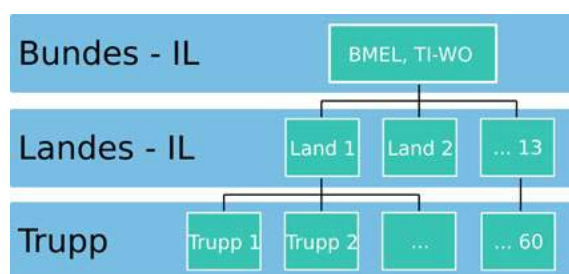 Bundes - IL
BMEL, TI-WO
Landes - IL
Land 1
Land 2
... 13
Trupp
Trupp 1
Trupp 2
...
... 60